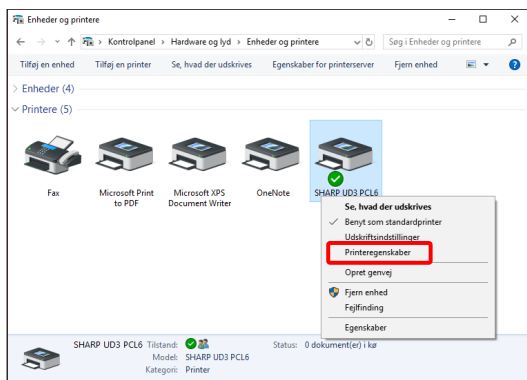 Enheder og printere
Kontrolpanel > Hardware og lyd > Enheder og printere
Søg i Enheder og printere
Tilføj en enhed Tilføj en printer Se, hvad der udskrives Egenskaber for printerserver Fjern enhed
Enheder (4)
Printere (5)
Fax
Microsoft Print
to PDF
Microsoft XPS
Document Writer
OneNote
SHARP UD3 PCL6
Se, hvad der udskrives
Benyt som standardprinter
Udskriftsindstillinger
Printeregenskaber
Opret genvej
Fjern enhed
Fejlfinding
Egenskaber
SHARP UD3 PCL6 Tilstand: Status: 0 dokument(er) i kø
Model: SHARP UD3 PCL6
Kategori: Printer